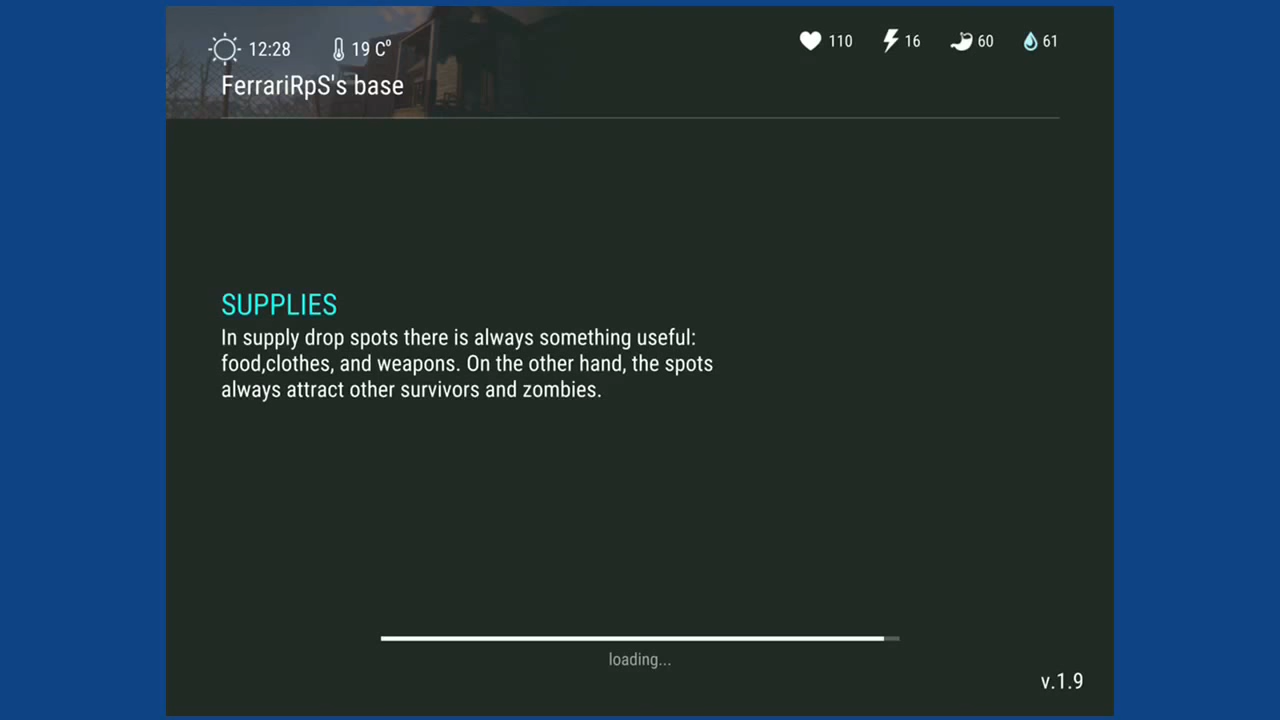 12:28 19 Cº 110 16 60 61
FerrariRpS's base
SUPPLIES
In supply drop spots there is always something useful:
food,clothes, and weapons. On the other hand, the spots
always attract other survivors and zombies.
loading...
v.1.9